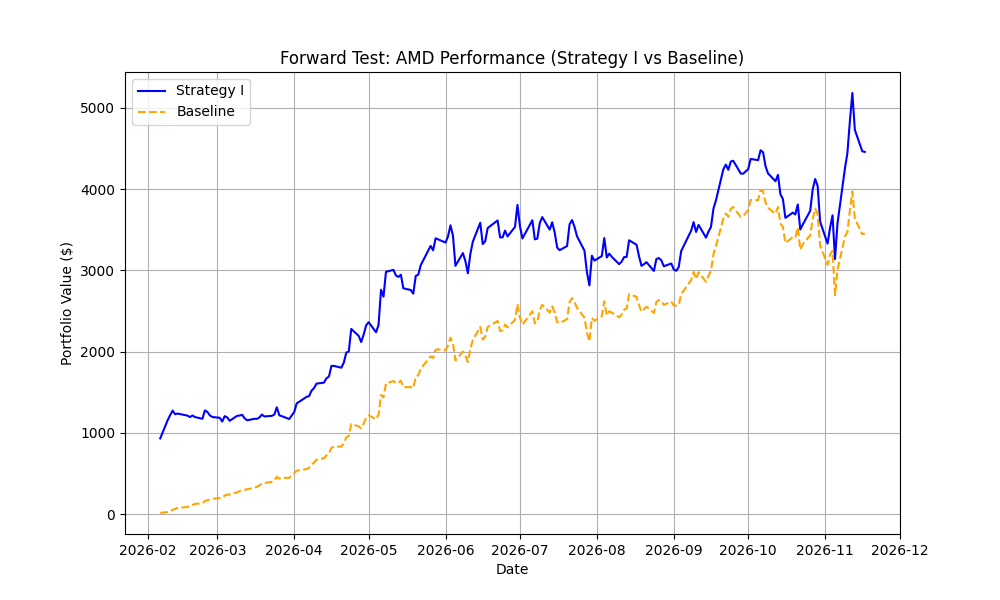 Forward Test: AMD Performance (Strategy I vs Baseline)
Strategy I
Baseline
Portfolio Value ($)
5000
4000
3000
2000
1000
0
2026-02 2026-03 2026-04 2026-05 2026-06 2026-07 2026-08 2026-09 2026-10 2026-11 2026-12
Date